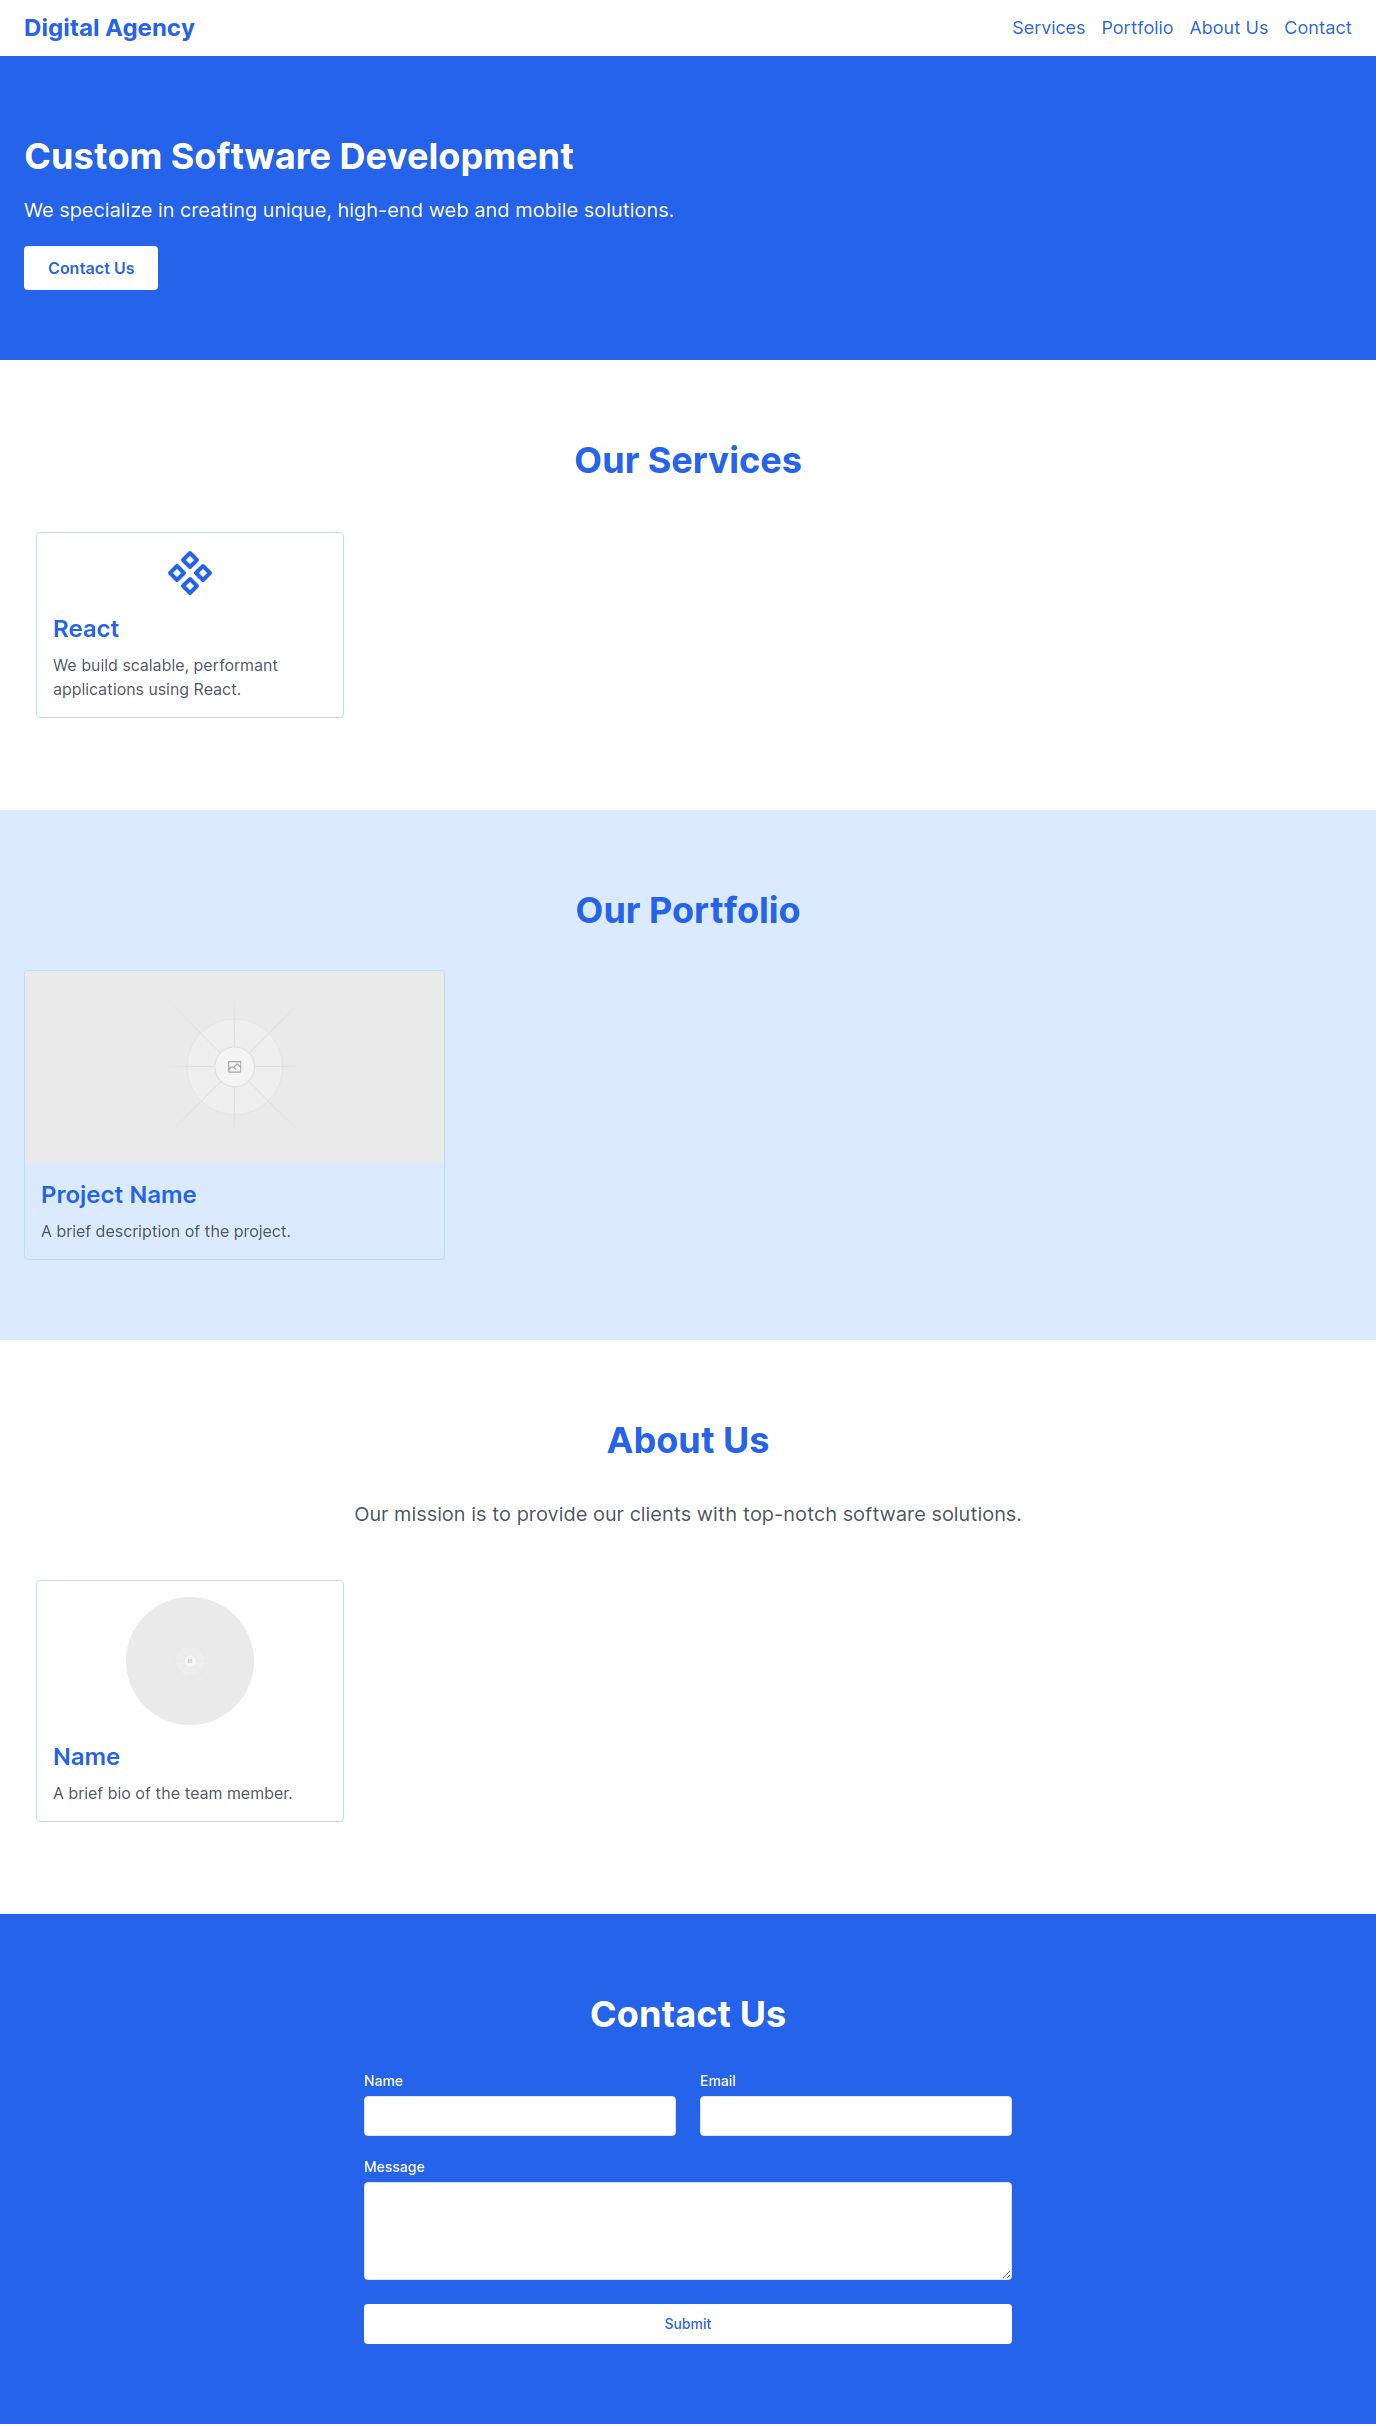 Digital Agency
Services Portfolio About Us Contact
Custom Software Development
We specialize in creating unique, high-end web and mobile solutions.
Contact Us
Our Services
React
We build scalable, performant
applications using React.
Our Portfolio
Project Name
A brief description of the project.
About Us
Our mission is to provide our clients with top-notch software solutions.
Name
A brief bio of the team member.
Contact Us
Name Email
Message
Submit